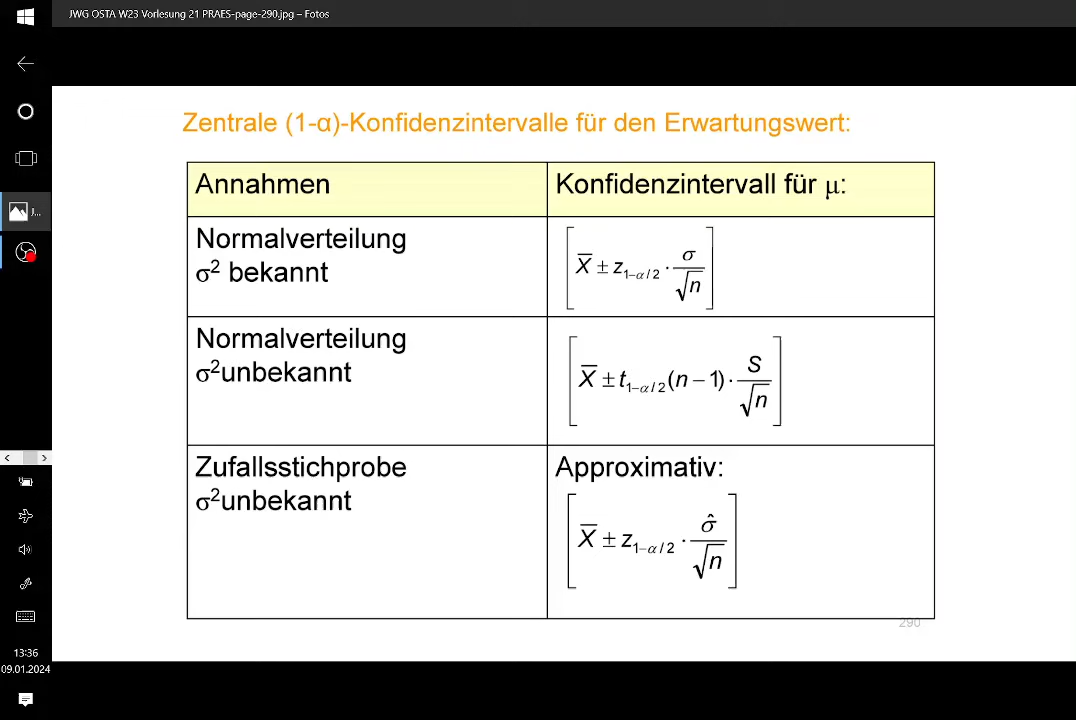 JWG OSTA W23 Vorlesung 21 PRAES-page-290.jpg – Fotos
J...
Zentrale (1-α)-Konfidenzintervalle für den Erwartungswert:
Annahmen
Konfidenzintervall für μ:
Normalverteilung
σ² bekannt
[X̅ ± z₁₋α/₂ · σ/√n]
Normalverteilung
σ²unbekannt
[X̅ ± t₁₋α/₂(n − 1) · S/√n]
Zufallsstichprobe
σ²unbekannt
Approximativ:
[X̅ ± z₁₋α/₂ · σ̂/√n]
290
13:36
09.01.2024